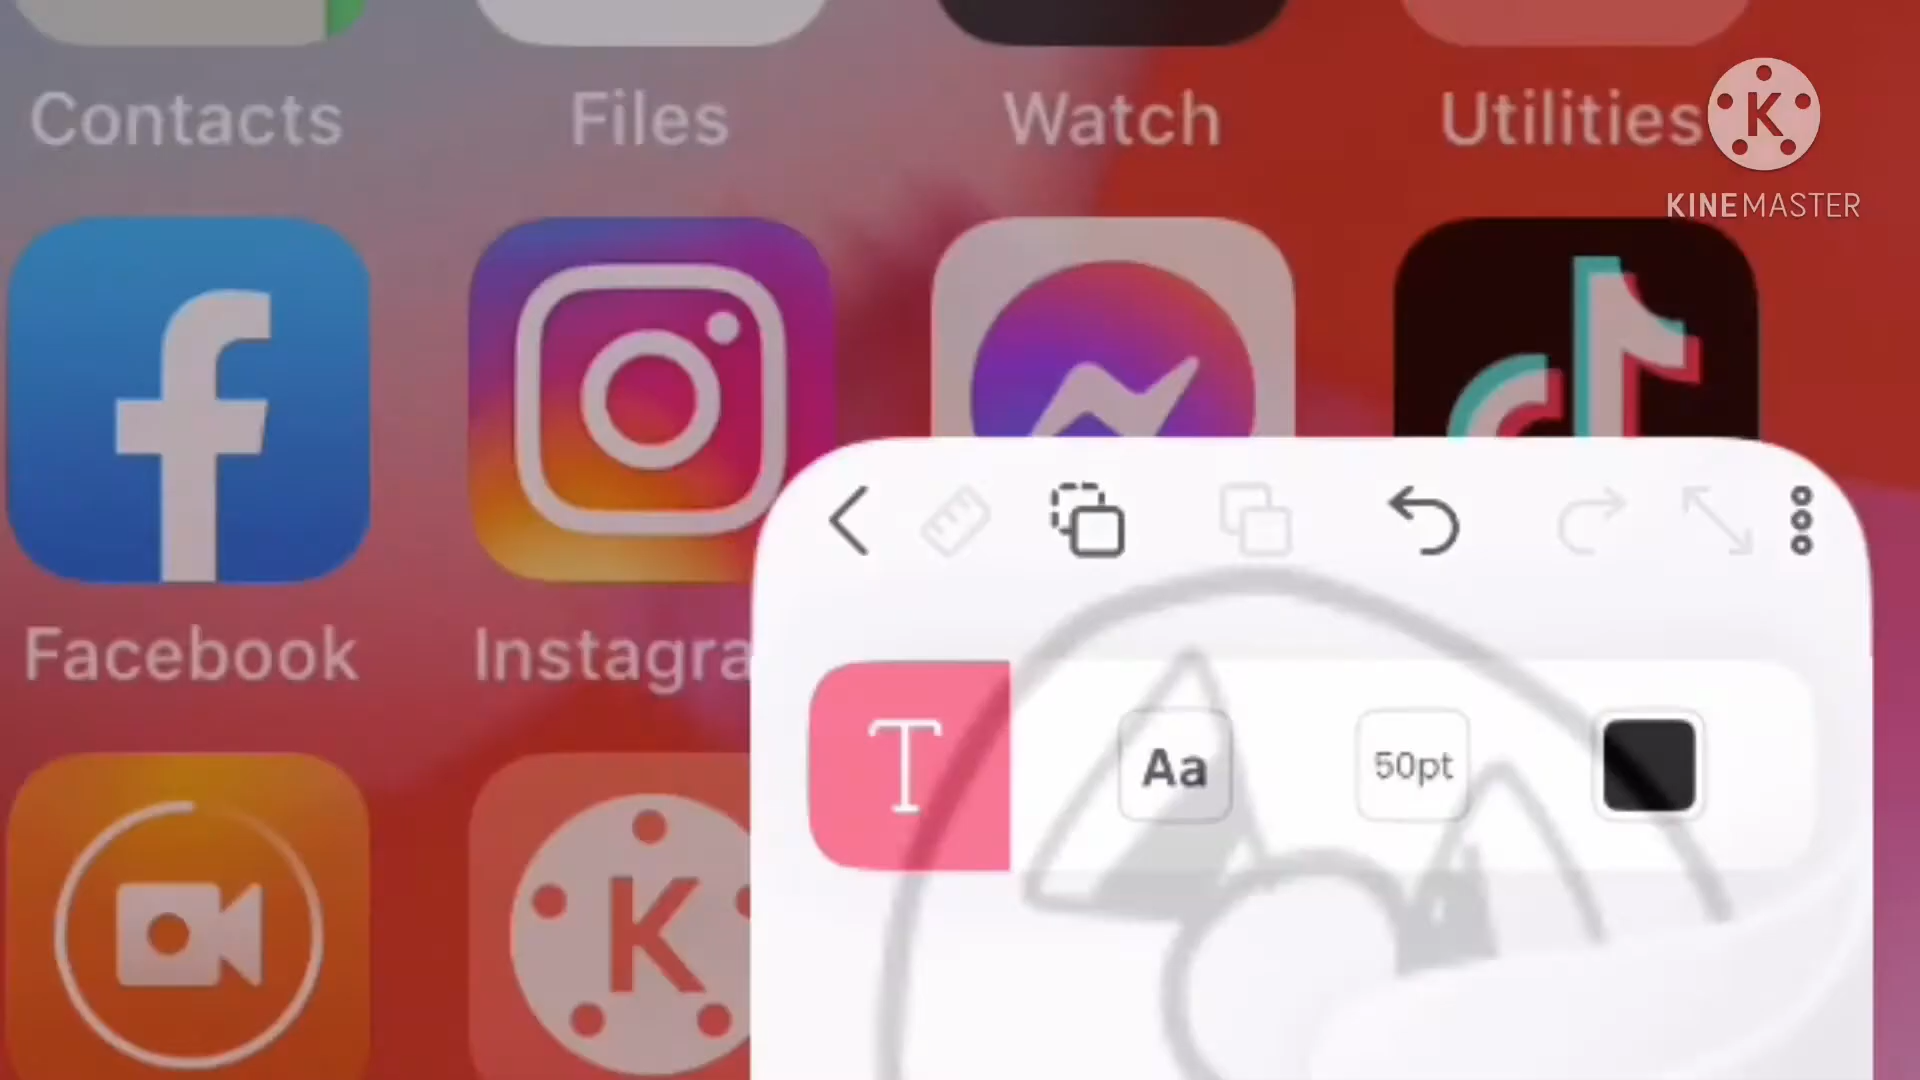 Contacts
Files
Watch
Utilities
K
KINEMASTER
Facebook
Instagra
T
Aa
50pt
K